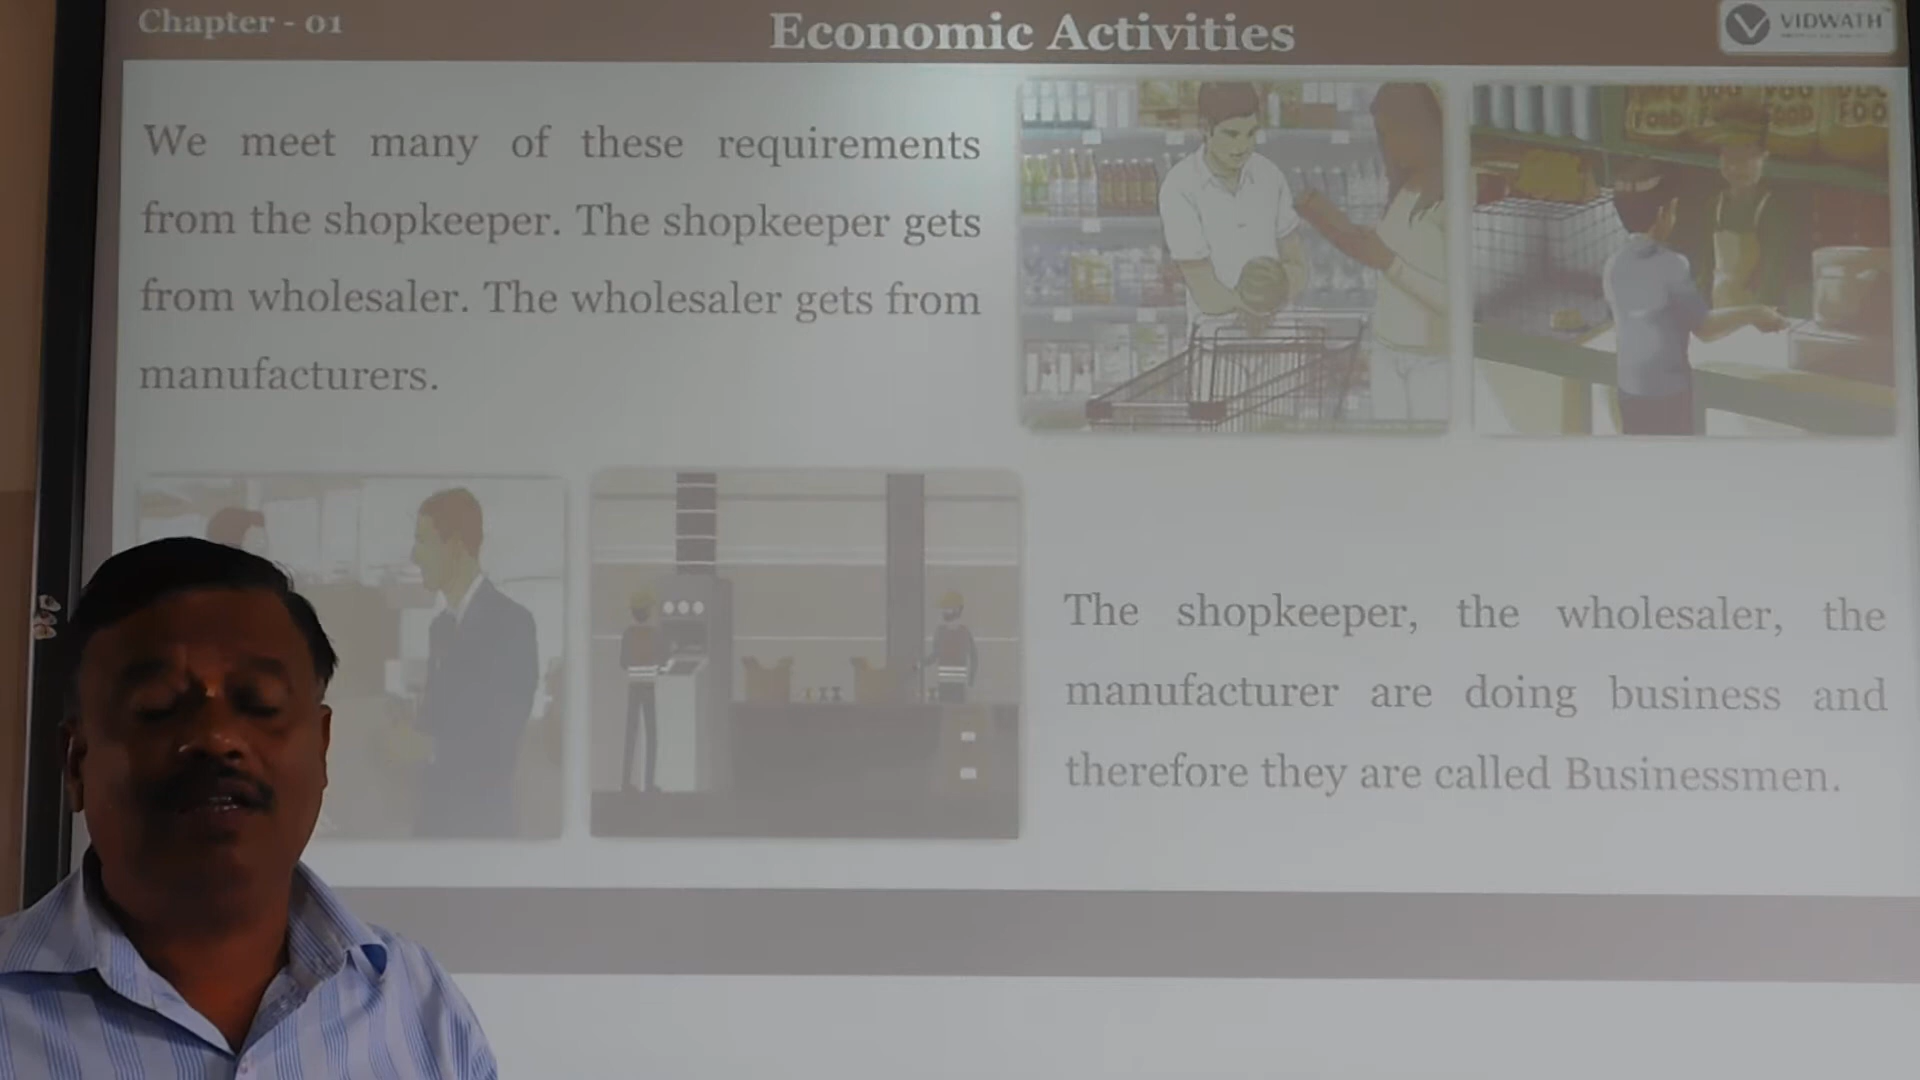 Chapter - 01
Economic Activities
VIDWATH
We meet many of these requirements
from the shopkeeper. The shopkeeper gets
from wholesaler. The wholesaler gets from
manufacturers.
FOOD
FOOD
The shopkeeper, the wholesaler, the
manufacturer are doing business and
therefore they are called Businessmen.